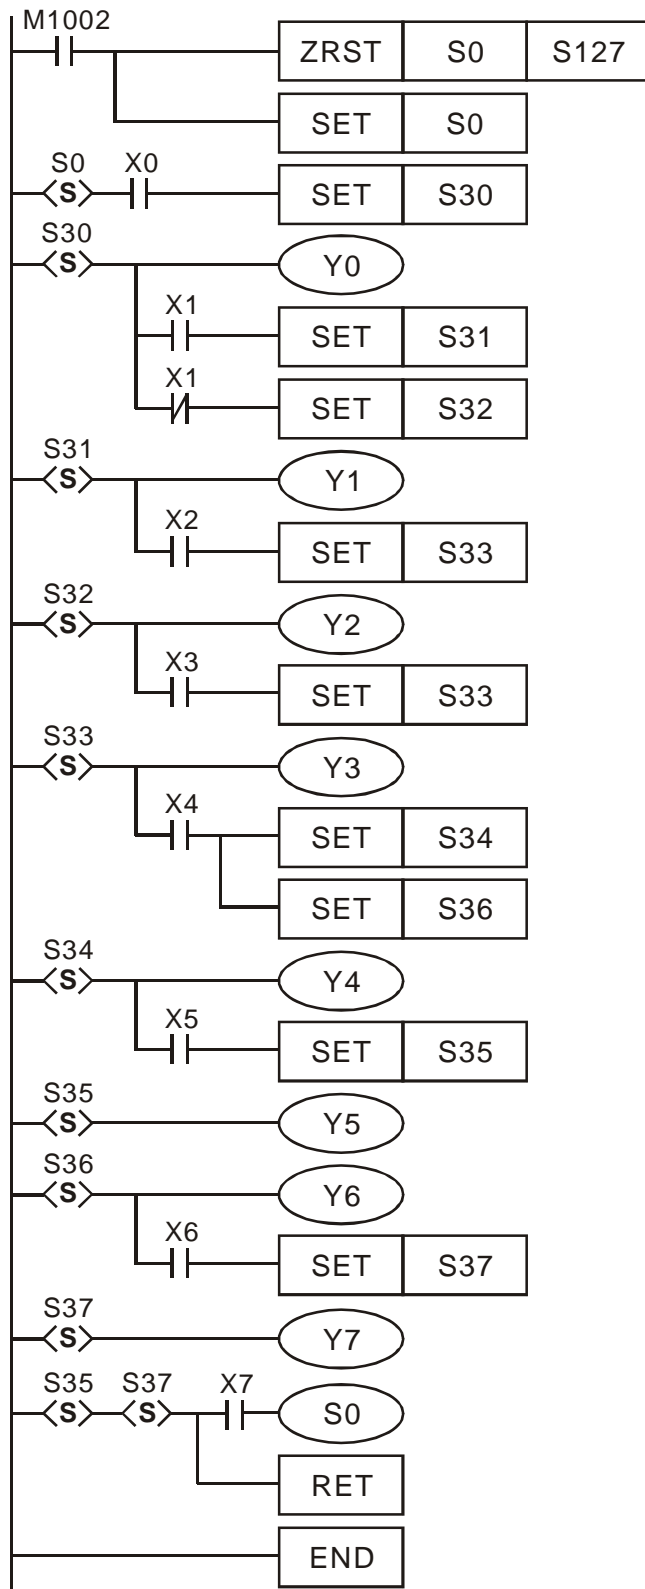 M1002
ZRST S0 S127
SET S0
S0 X0
S SET S30
S30
S Y0
X1
SET S31
X1
SET S32
S31
S Y1
X2
SET S33
S32
S Y2
X3
SET S33
S33
S Y3
X4
SET S34
SET S36
S34
S Y4
X5
SET S35
S35
S Y5
S36
S Y6
X6
SET S37
S37
S Y7
S35 S37 X7
S S S0
RET
END